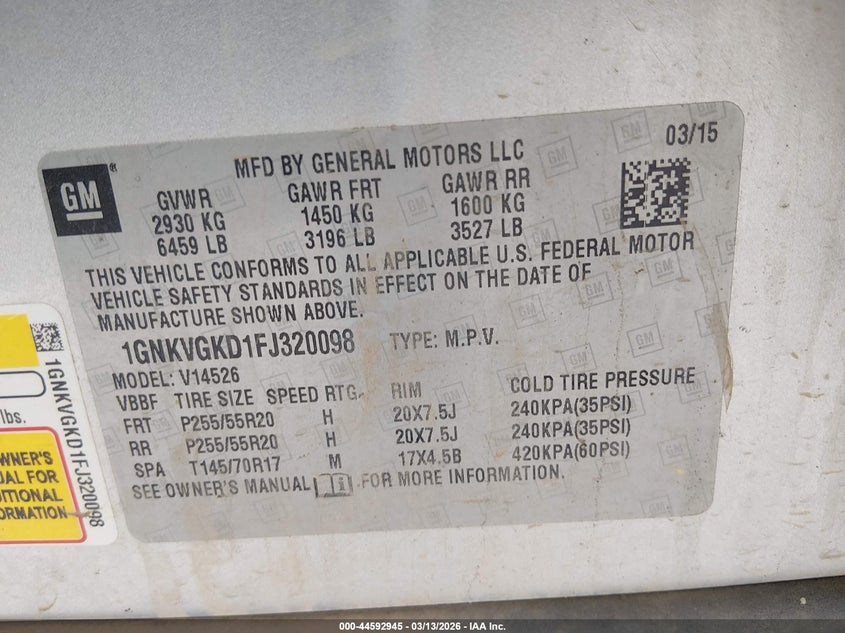 GM
MFD BY GENERAL MOTORS LLC
03/15
GVWR GAWR FRT GAWR RR
2930 KG 1450 KG 1600 KG
6459 LB 3196 LB 3527 LB
THIS VEHICLE CONFORMS TO ALL APPLICABLE U.S. FEDERAL MOTOR
VEHICLE SAFETY STANDARDS IN EFFECT ON THE DATE OF
MANUFACTURE SHOWN ABOVE.
1GNKVGKD1FJ320098 TYPE: M.P.V.
MODEL: V14526
VBBF TIRE SIZE SPEED RTG RIM COLD TIRE PRESSURE
FRT P255/55R20 H 20X7.5J 240KPA(35PSI)
RR P255/55R20 H 20X7.5J 240KPA(35PSI)
SPA T145/70R17 M 17X4.5B 420KPA(60PSI)
SEE OWNER'S MANUAL i FOR MORE INFORMATION.
1GNKVGKD1FJ320098
lbs.
WNER'S
UAL FOR
ITIONAL
ORMATION
000-44592945 - 03/13/2026 - IAA Inc.